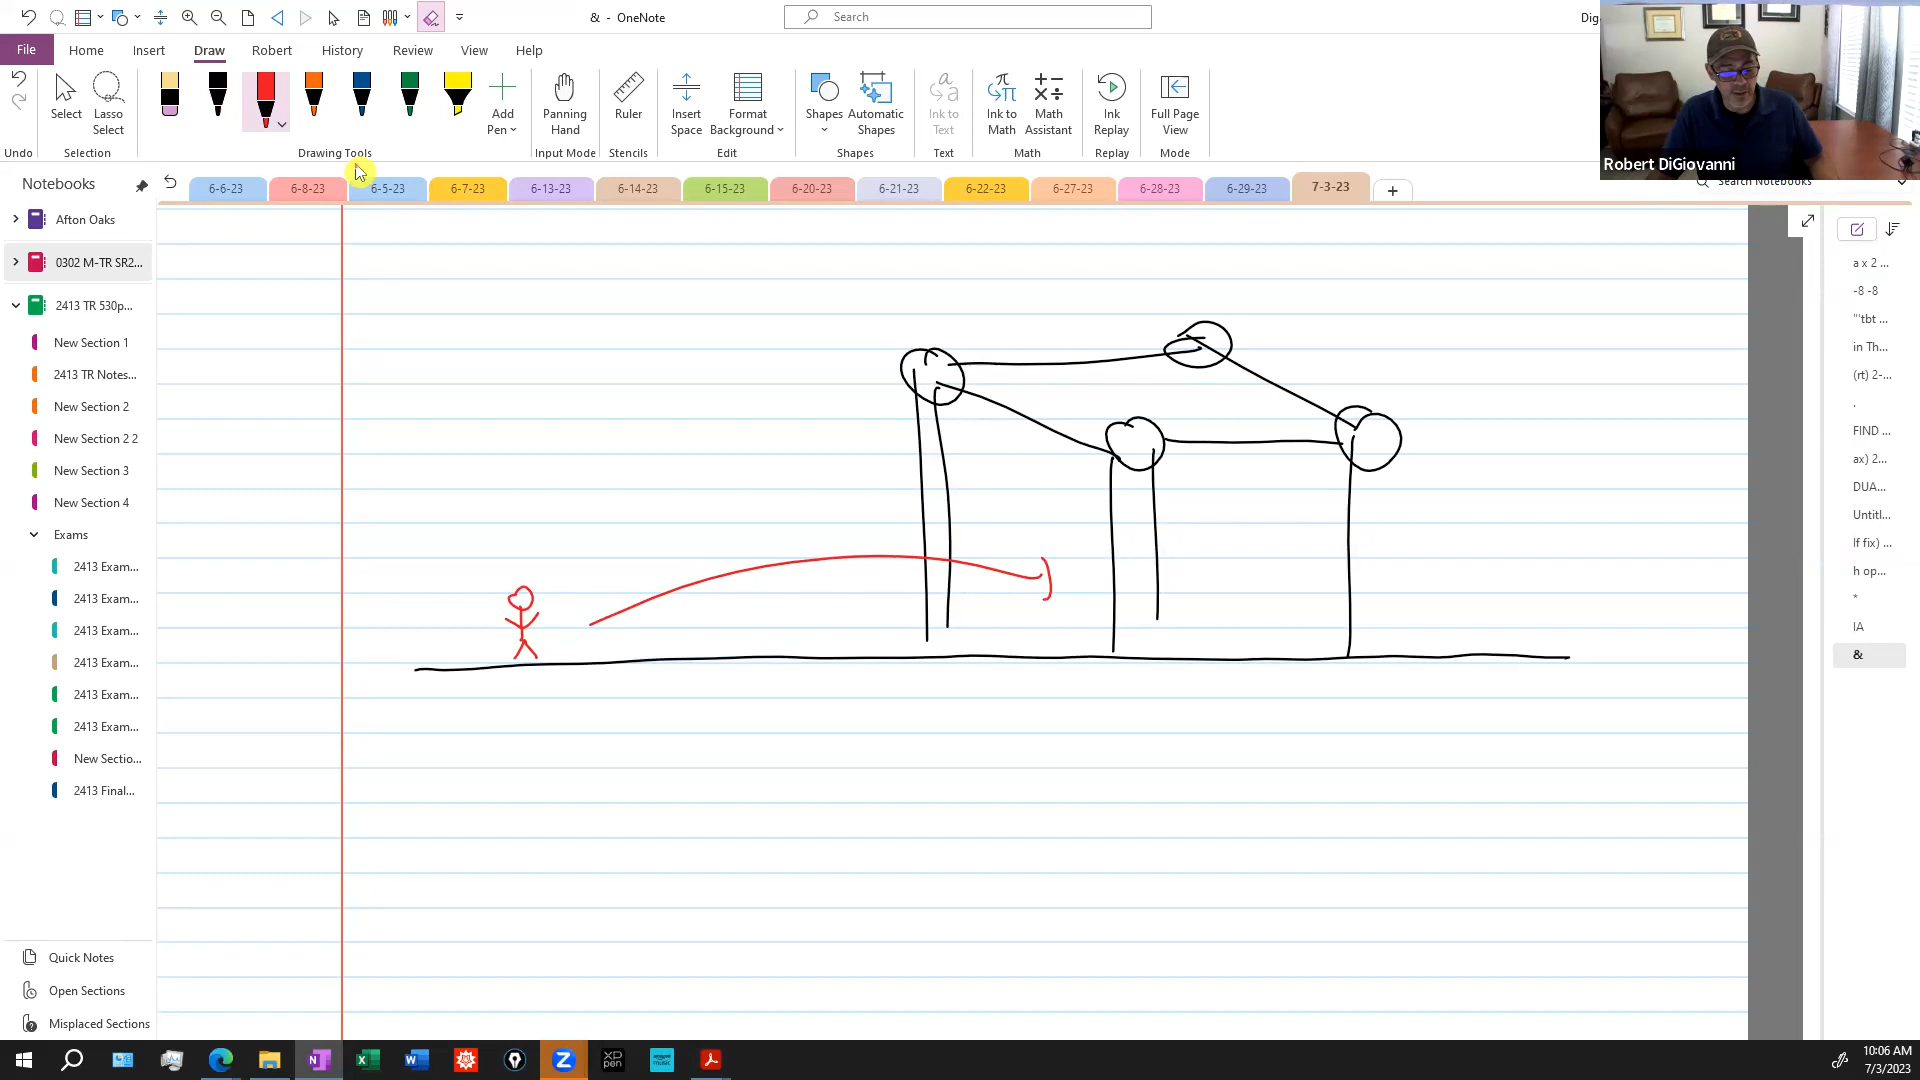 & - OneNote
Search
Dig
File
Home
Insert
Draw
Robert
History
Review
View
Help
Undo
Select
Lasso
Select
Selection
Drawing Tools
Add
Pen
Panning
Hand
Input Mode
Ruler
Stencils
Insert
Space
Format
Background
Edit
Shapes
Automatic
Shapes
Shapes
Ink to
Text
Text
Ink to
Math
Math
Assistant
Math
Ink
Replay
Replay
Full Page
View
Mode
Robert DiGiovanni
Search Notebooks
Notebooks
6-6-23
6-8-23
6-5-23
6-7-23
6-13-23
6-14-23
6-15-23
6-20-23
6-21-23
6-22-23
6-27-23
6-28-23
6-29-23
7-3-23
+
Afton Oaks
0302 M-TR SR2...
2413 TR 530p...
New Section 1
2413 TR Notes...
New Section 2
New Section 2 2
New Section 3
New Section 4
Exams
2413 Exam...
2413 Exam...
2413 Exam...
2413 Exam...
2413 Exam...
2413 Exam...
New Sectio...
2413 Final...
Quick Notes
Open Sections
Misplaced Sections
a x 2 ...
-8 -8
"'tbt ...
in Th...
(rt) 2-...
.
FIND ...
ax) 2...
DUA...
Untitl...
If fix) ...
h op...
*
IA
&
XP
pen
amazon
music
10:06 AM
7/3/2023